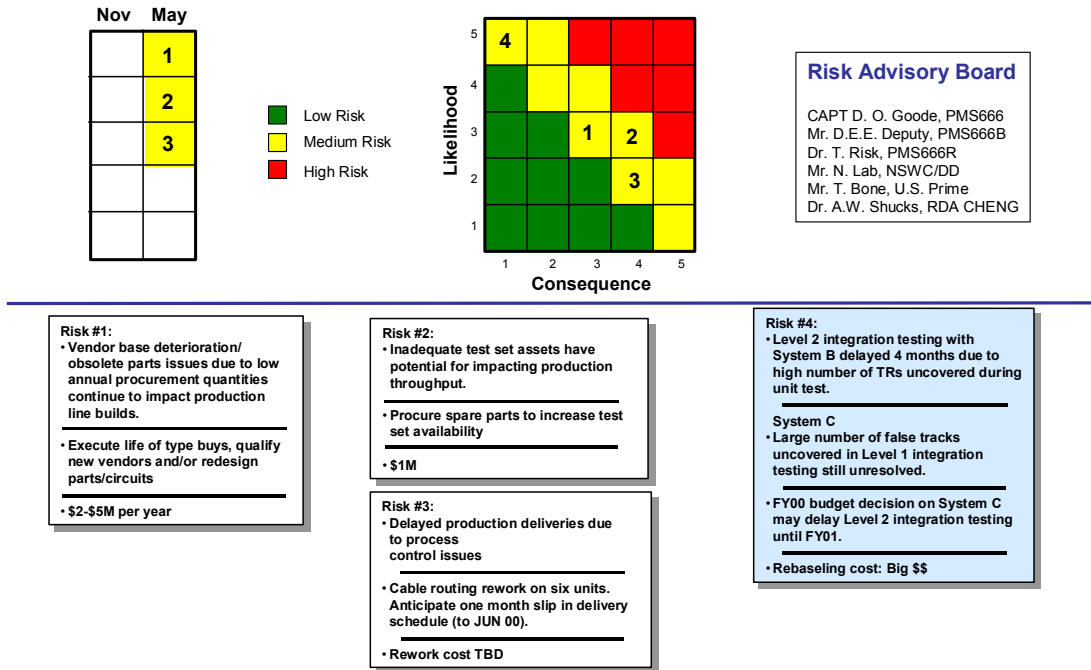 Nov May
1
2
3
Low Risk
Medium Risk
High Risk
Likelihood
5
4
3
2
1
4
1 2
3
1 2 3 4 5
Consequence
Risk Advisory Board
CAPT D. O. Goode, PMS666
Mr. D.E.E. Deputy, PMS666B
Dr. T. Risk, PMS666R
Mr. N. Lab, NSWC/DD
Mr. T. Bone, U.S. Prime
Dr. A.W. Shucks, RDA CHENG
Risk #1:
• Vendor base deterioration/
obsolete parts issues due to low
annual procurement quantities
continue to impact production
line builds.
• Execute life of type buys, qualify
new vendors and/or redesign
parts/circuits
• $2-$5M per year
Risk #2:
• Inadequate test set assets have
potential for impacting production
throughput.
• Procure spare parts to increase test
set availability
• $1M
Risk #3:
• Delayed production deliveries due
to process
control issues
• Cable routing rework on six units.
Anticipate one month slip in delivery
schedule (to JUN 00).
• Rework cost TBD
Risk #4:
• Level 2 integration testing with
System B delayed 4 months due to
high number of TRs uncovered during
unit test.
System C
• Large number of false tracks
uncovered in Level 1 integration
testing still unresolved.
• FY00 budget decision on System C
may delay Level 2 integration testing
until FY01.
• Rebaseling cost: Big $$